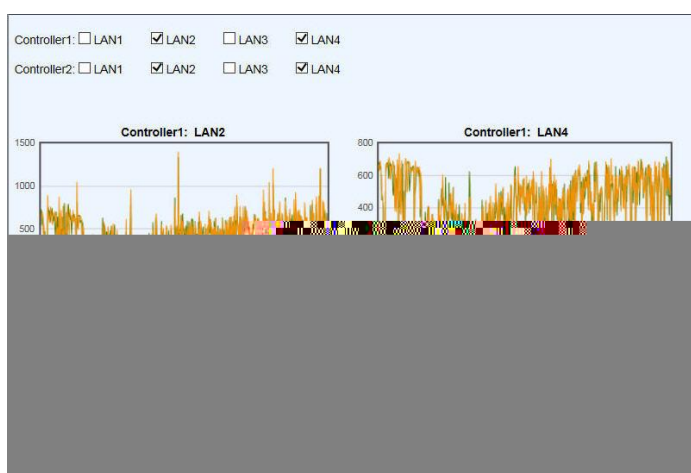 Controller1: LAN1 LAN2 LAN3 LAN4
Controller2: LAN1 LAN2 LAN3 LAN4
Controller1: LAN2 Controller1: LAN4
1500 800
1000 600
400
500